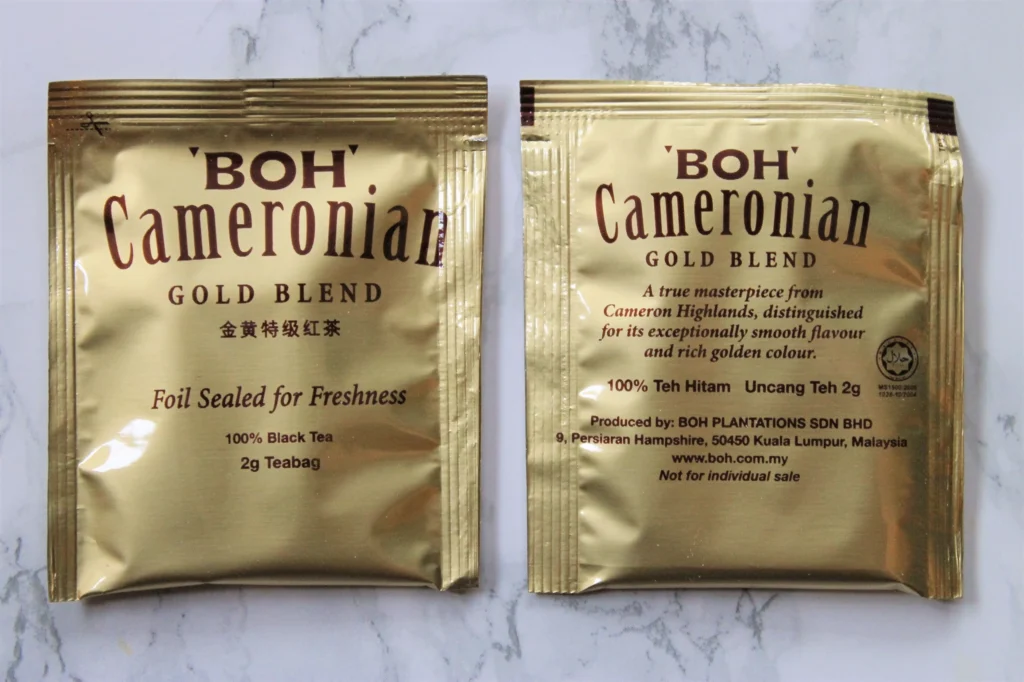 BOH
Cameronian
GOLD BLEND
金黄特级红茶
Foil Sealed for Freshness
100% Black Tea
2g Teabag
BOH
Cameronian
GOLD BLEND
A true masterpiece from
Cameron Highlands, distinguished
for its exceptionally smooth flavour
and rich golden colour.
100% Teh Hitam Uncang Teh 2g
Produced by: BOH PLANTATIONS SDN BHD
9, Persiaran Hampshire, 50450 Kuala Lumpur, Malaysia
www.boh.com.my
Not for individual sale